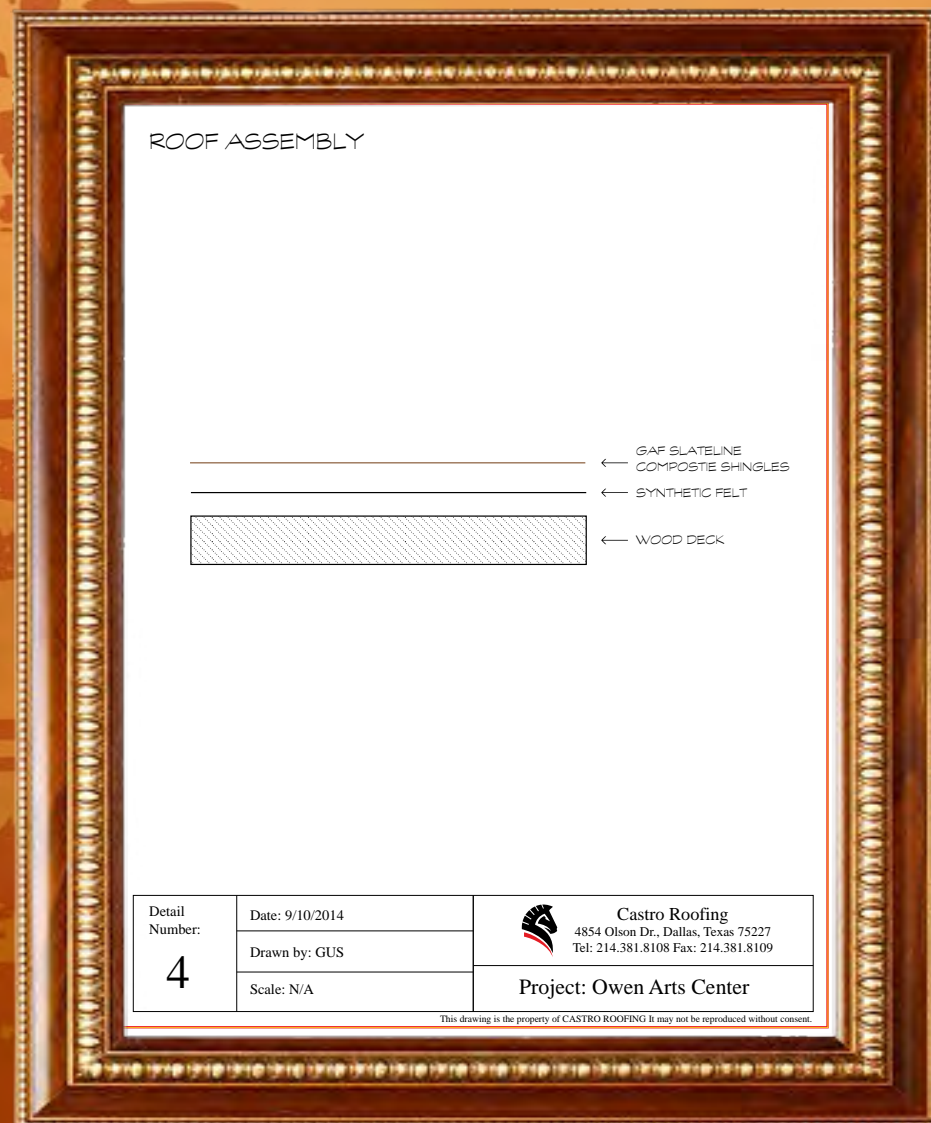 ROOF ASSEMBLY
GAF SLATELINE
COMPOSTIE SHINGLES
SYNTHETIC FELT
WOOD DECK
Detail
Number:
4
Date: 9/10/2014
Drawn by: GUS
Scale: N/A
Castro Roofing
4854 Olson Dr., Dallas, Texas 75227
Tel: 214.381.8108 Fax: 214.381.8109
Project: Owen Arts Center
This drawing is the property of CASTRO ROOFING It may not be reproduced without consent.